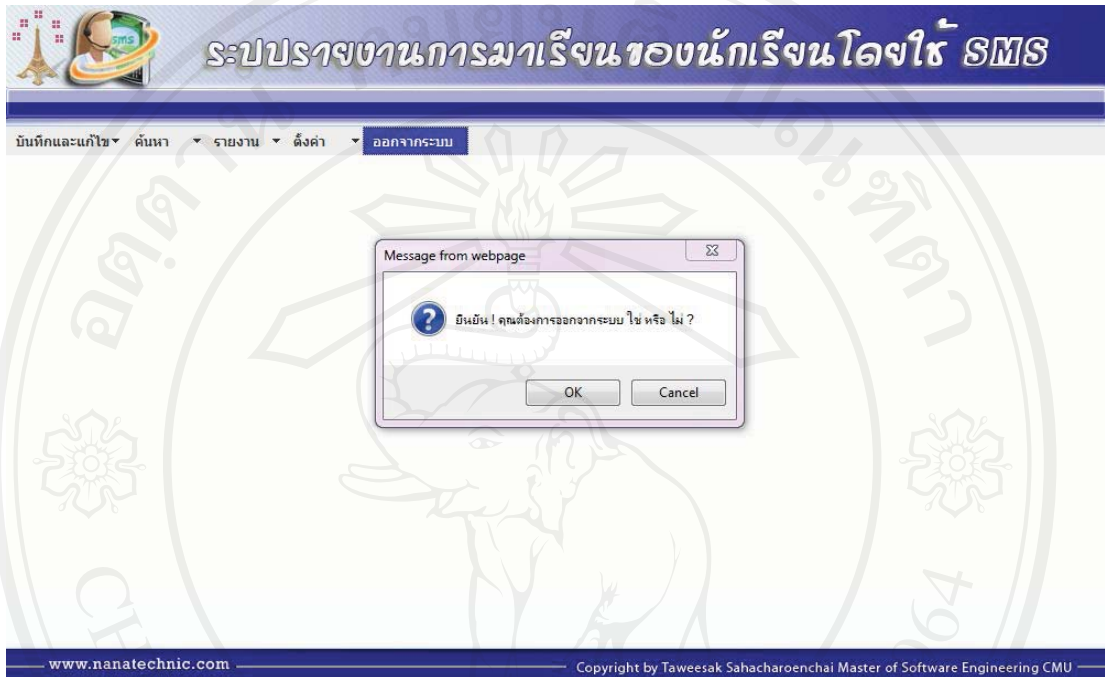 sms
ระบบรายงานการมาเรียนของนักเรียนโดยใช้ SMS
บันทึกและแก้ไข ค้นหา รายงาน ตั้งค่า ออกจากระบบ
Message from webpage
ยืนยัน ! คุณต้องการออกจากระบบ ใช่ หรือ ไม่ ?
OK Cancel
www.nanatechnic.com Copyright by Taweesak Sahacharoenchai Master of Software Engineering CMU